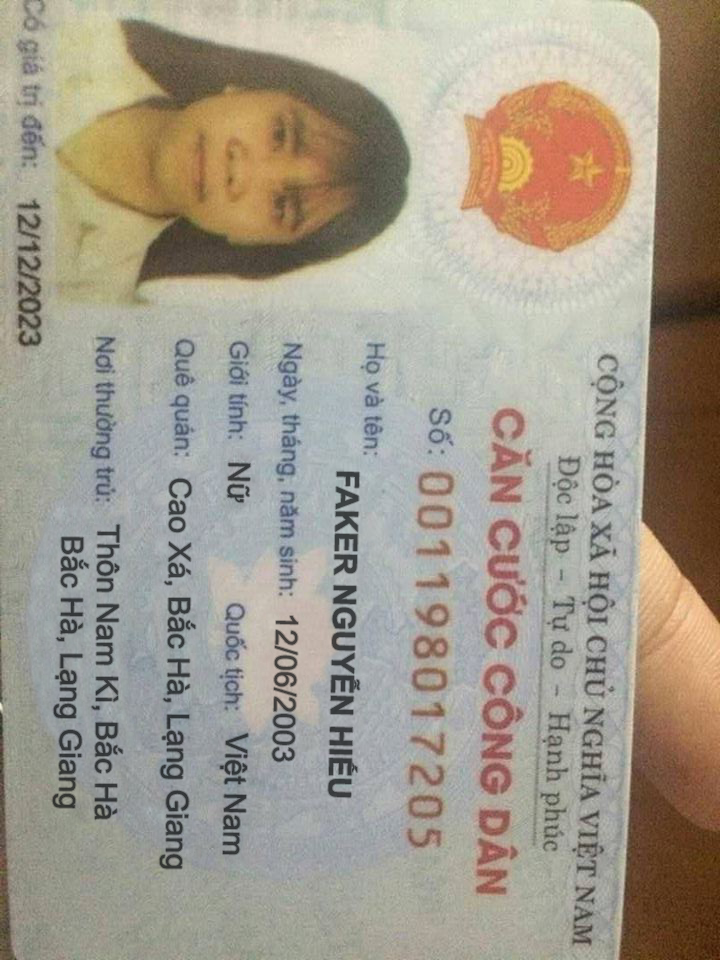 CỘNG HÒA XÃ HỘI CHỦ NGHĨA VIỆT NAM
Độc lập - Tự do - Hạnh phúc
CĂN CƯỚC CÔNG DÂN
Số: 001198017205
Họ và tên:
FAKER NGUYỄN HIẾU
Ngày, tháng, năm sinh: 12/06/2003
Giới tính: Nữ Quốc tịch: Việt Nam
Quê quán: Cao Xá, Bắc Hà, Lạng Giang
Nơi thường trú: Thôn Nam Kì, Bắc Hà
Bắc Hà, Lạng Giang
Có giá trị đến: 12/12/2023